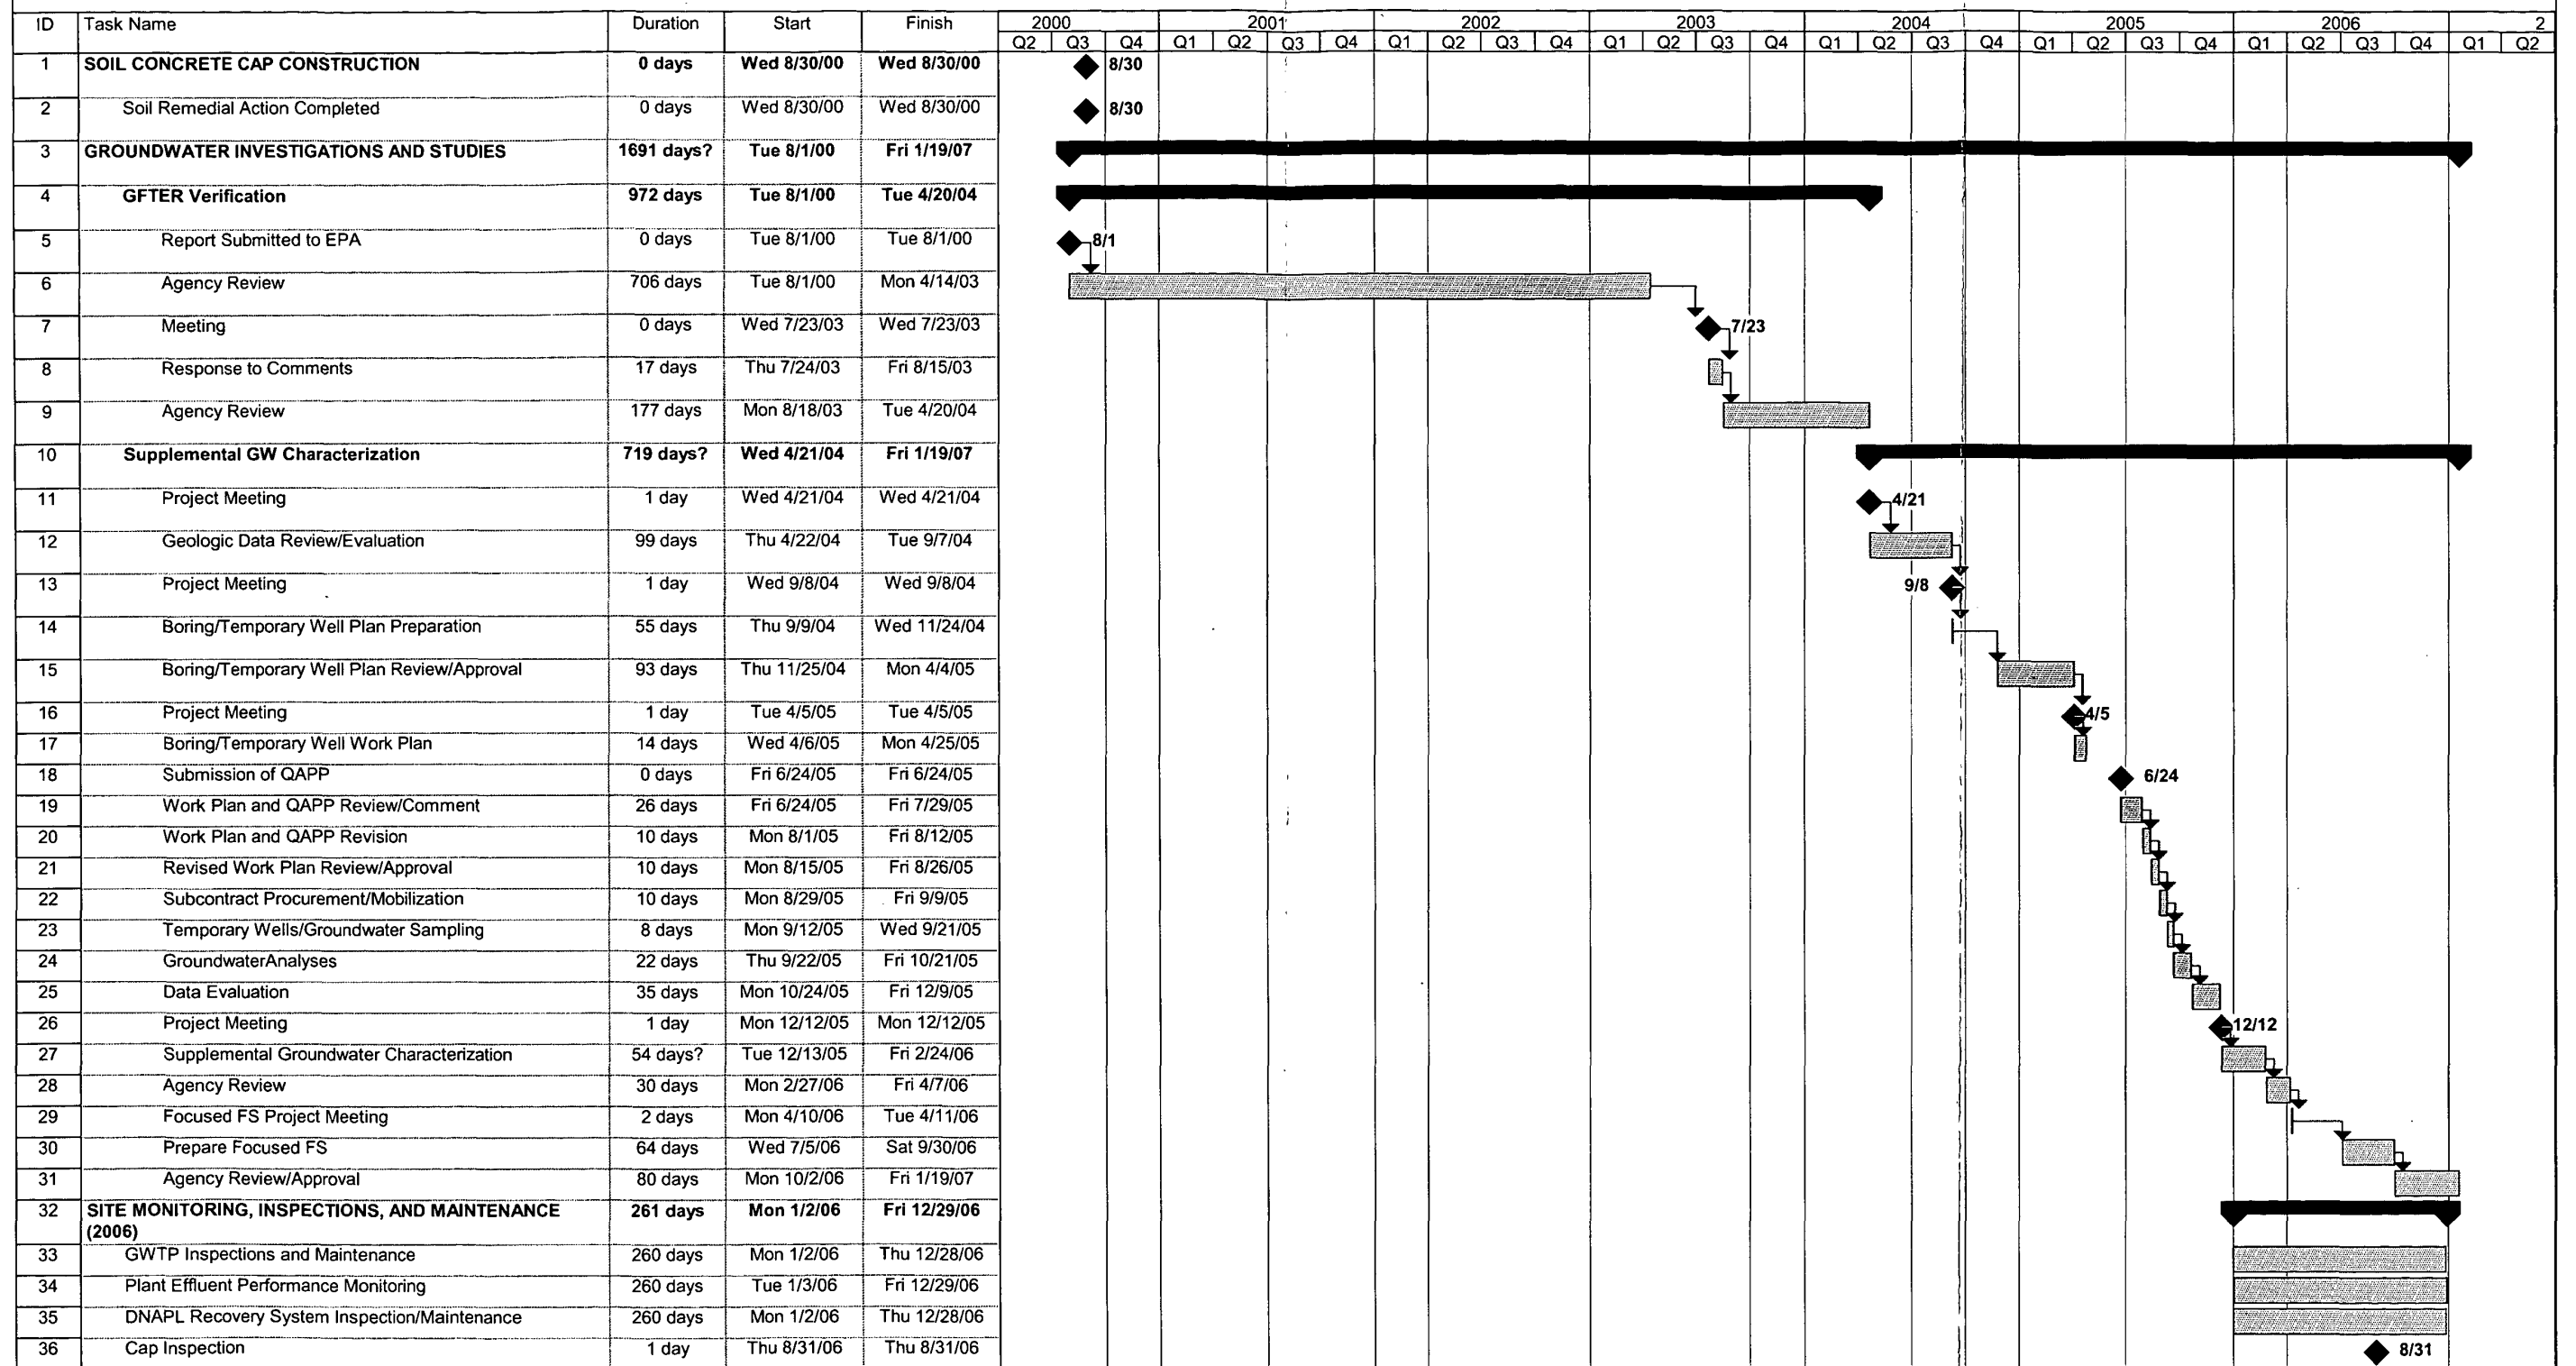 ID Task Name Duration Start Finish 2000 2001 2002 2003 2004 2005 2006 2
Q2 Q3 Q4 Q1 Q2 Q3 Q4 Q1 Q2 Q3 Q4 Q1 Q2 Q3 Q4 Q1 Q2 Q3 Q4 Q1 Q2 Q3 Q4 Q1 Q2 Q3 Q4 Q1 Q2
1 SOIL CONCRETE CAP CONSTRUCTION 0 days Wed 8/30/00 Wed 8/30/00 8/30
2 Soil Remedial Action Completed 0 days Wed 8/30/00 Wed 8/30/00 8/30
3 GROUNDWATER INVESTIGATIONS AND STUDIES 1691 days? Tue 8/1/00 Fri 1/19/07
4 GFTER Verification 972 days Tue 8/1/00 Tue 4/20/04
5 Report Submitted to EPA 0 days Tue 8/1/00 Tue 8/1/00 8/1
6 Agency Review 706 days Tue 8/1/00 Mon 4/14/03
7 Meeting 0 days Wed 7/23/03 Wed 7/23/03 7/23
8 Response to Comments 17 days Thu 7/24/03 Fri 8/15/03
9 Agency Review 177 days Mon 8/18/03 Tue 4/20/04
10 Supplemental GW Characterization 719 days? Wed 4/21/04 Fri 1/19/07
11 Project Meeting 1 day Wed 4/21/04 Wed 4/21/04 4/21
12 Geologic Data Review/Evaluation 99 days Thu 4/22/04 Tue 9/7/04
13 Project Meeting 1 day Wed 9/8/04 Wed 9/8/04 9/8
14 Boring/Temporary Well Plan Preparation 55 days Thu 9/9/04 Wed 11/24/04
15 Boring/Temporary Well Plan Review/Approval 93 days Thu 11/25/04 Mon 4/4/05
16 Project Meeting 1 day Tue 4/5/05 Tue 4/5/05 4/5
17 Boring/Temporary Well Work Plan 14 days Wed 4/6/05 Mon 4/25/05
18 Submission of QAPP 0 days Fri 6/24/05 Fri 6/24/05 6/24
19 Work Plan and QAPP Review/Comment 26 days Fri 6/24/05 Fri 7/29/05
20 Work Plan and QAPP Revision 10 days Mon 8/1/05 Fri 8/12/05
21 Revised Work Plan Review/Approval 10 days Mon 8/15/05 Fri 8/26/05
22 Subcontract Procurement/Mobilization 10 days Mon 8/29/05 Fri 9/9/05
23 Temporary Wells/Groundwater Sampling 8 days Mon 9/12/05 Wed 9/21/05
24 GroundwaterAnalyses 22 days Thu 9/22/05 Fri 10/21/05
25 Data Evaluation 35 days Mon 10/24/05 Fri 12/9/05
26 Project Meeting 1 day Mon 12/12/05 Mon 12/12/05 12/12
27 Supplemental Groundwater Characterization 54 days? Tue 12/13/05 Fri 2/24/06
28 Agency Review 30 days Mon 2/27/06 Fri 4/7/06
29 Focused FS Project Meeting 2 days Mon 4/10/06 Tue 4/11/06
30 Prepare Focused FS 64 days Wed 7/5/06 Sat 9/30/06
31 Agency Review/Approval 80 days Mon 10/2/06 Fri 1/19/07
32 SITE MONITORING, INSPECTIONS, AND MAINTENANCE 261 days Mon 1/2/06 Fri 12/29/06
(2006)
33 GWTP Inspections and Maintenance 260 days Mon 1/2/06 Thu 12/28/06
34 Plant Effluent Performance Monitoring 260 days Tue 1/3/06 Fri 12/29/06
35 DNAPL Recovery System Inspection/Maintenance 260 days Mon 1/2/06 Thu 12/28/06
36 Cap Inspection 1 day Thu 8/31/06 Thu 8/31/06 8/31